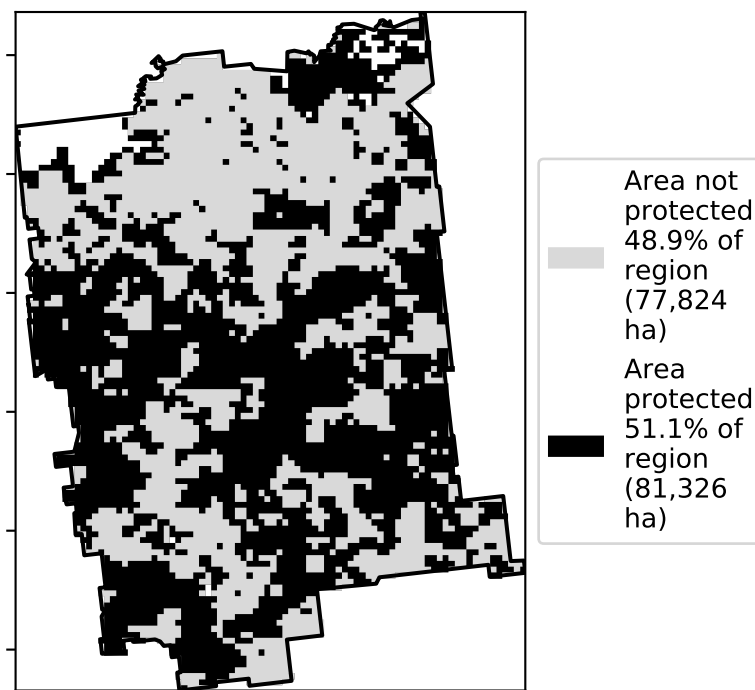 Area not
protected
48.9% of
region
(77,824
ha)
Area
protected
51.1% of
region
(81,326
ha)